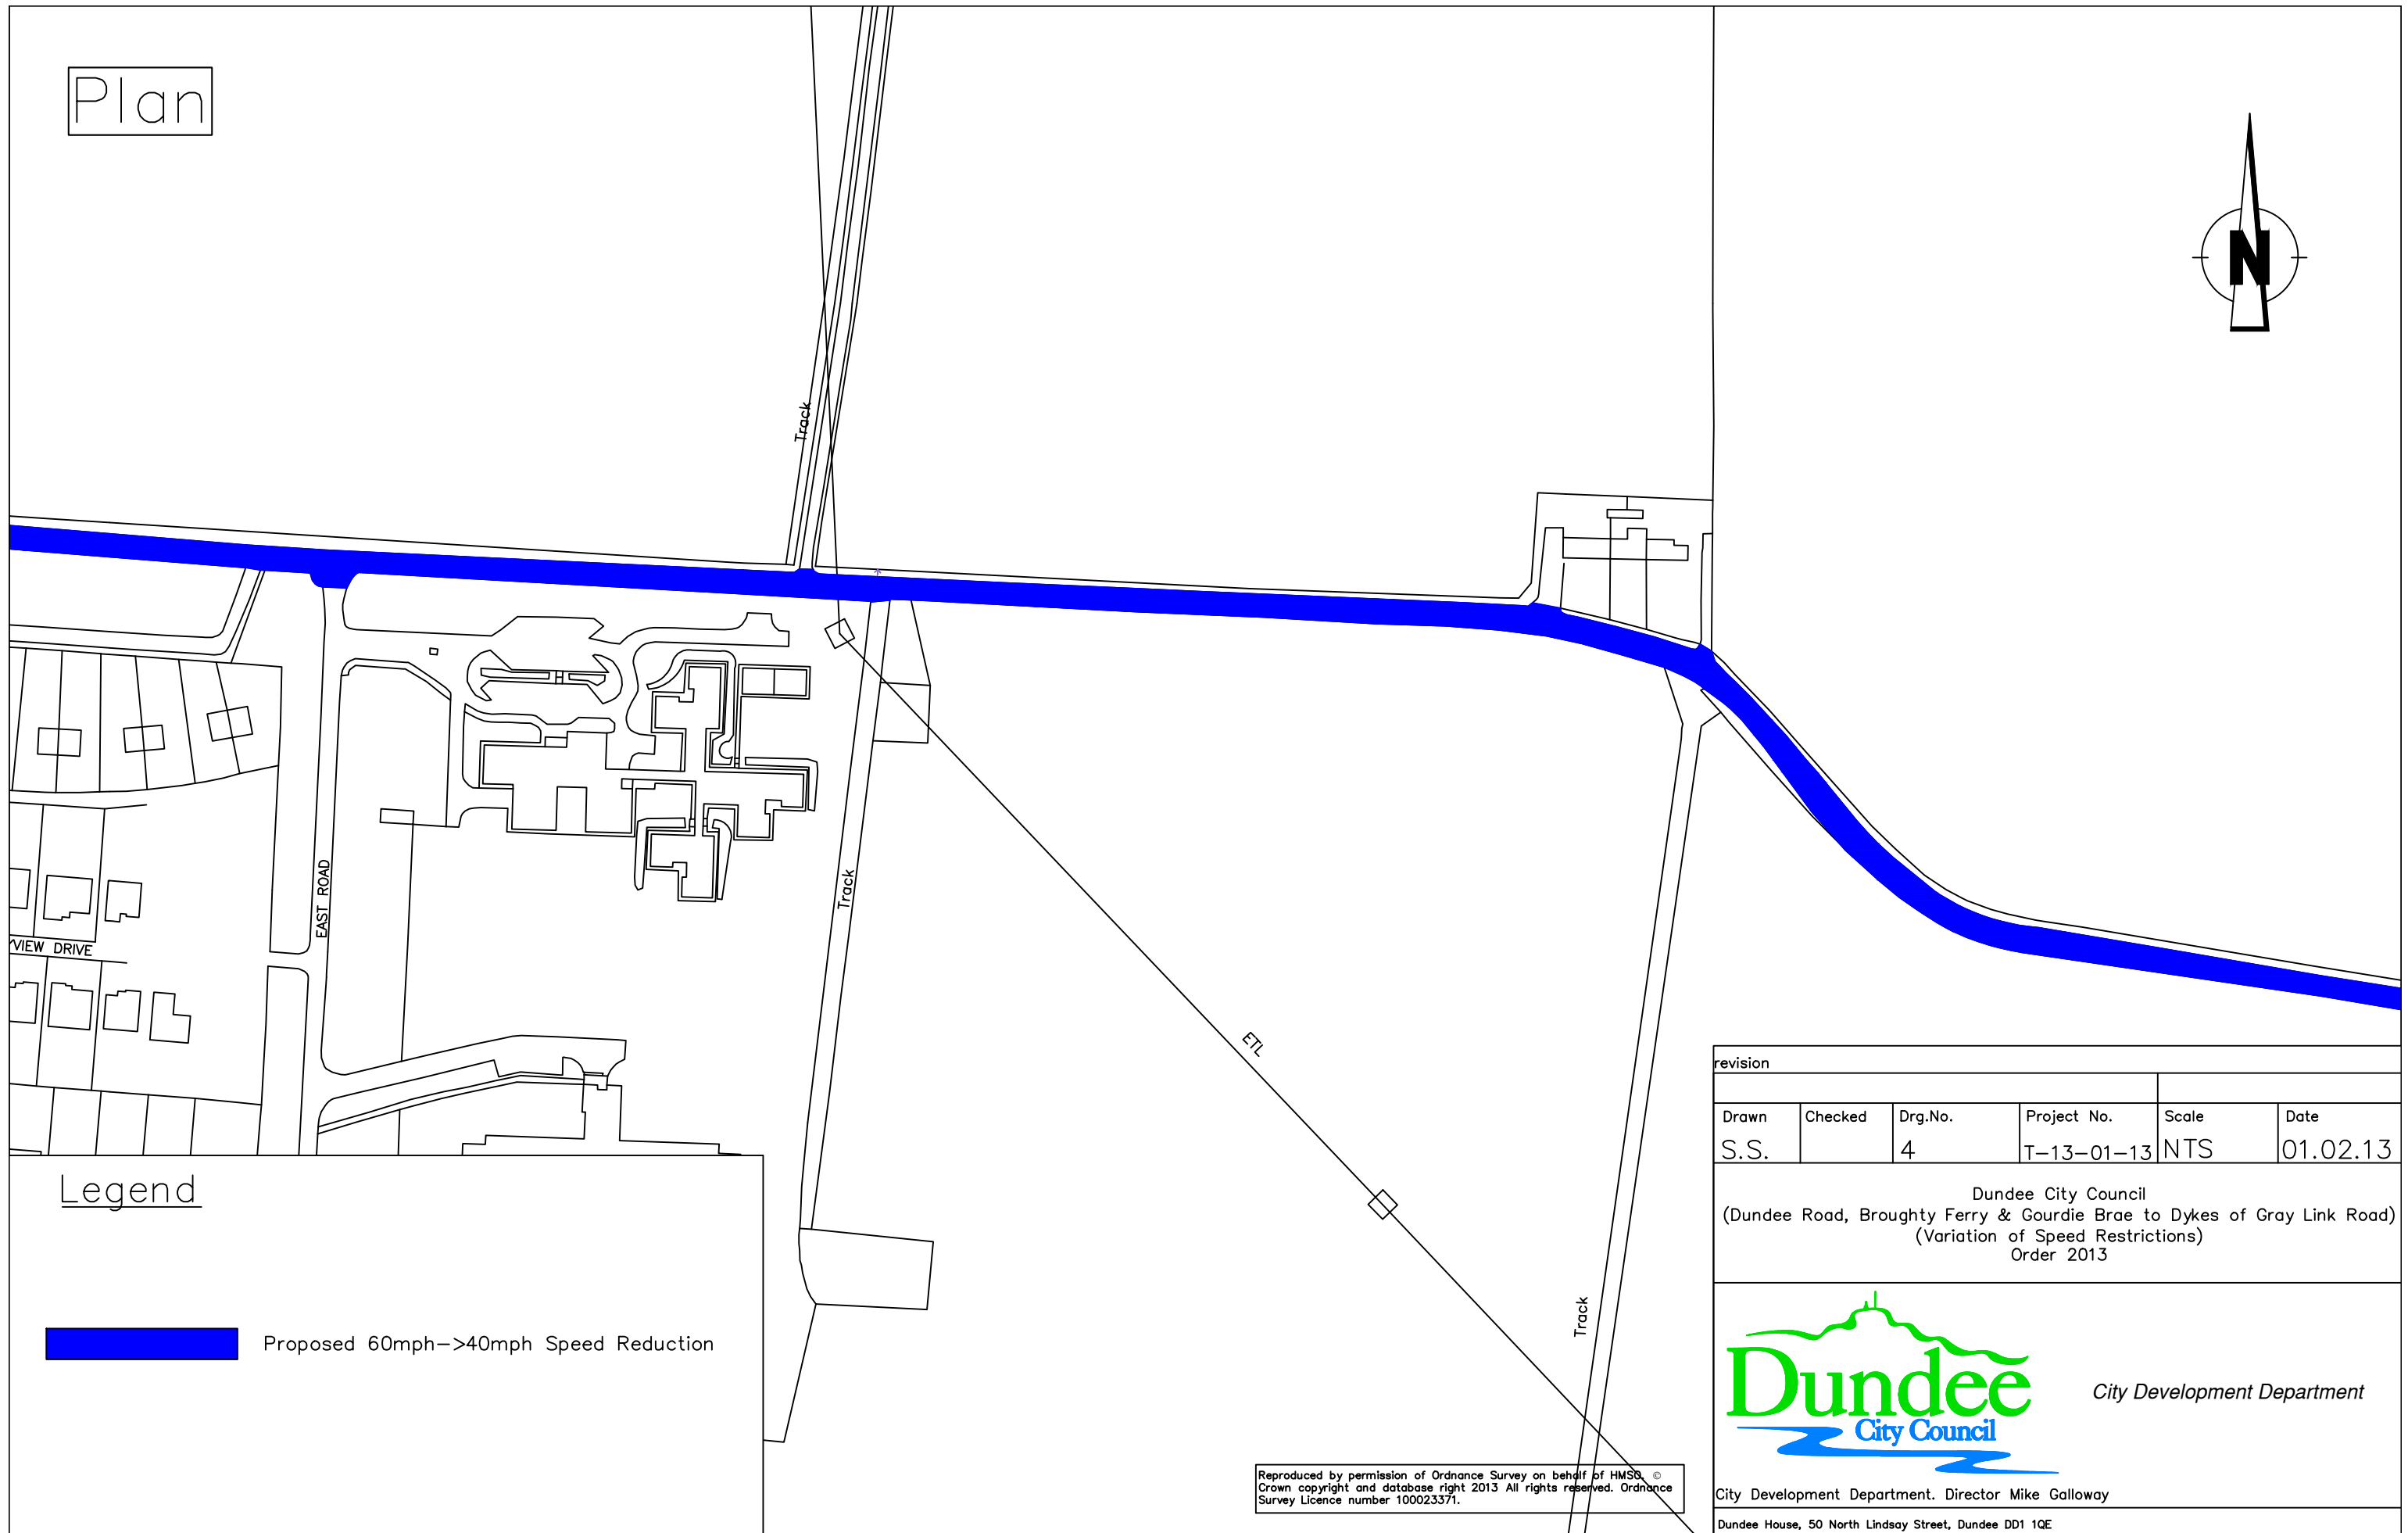 Plan
N
Track
EAST ROAD
VIEW DRIVE
Track
ETL
Track
Legend
Proposed 60mph->40mph Speed Reduction
Reproduced by permission of Ordnance Survey on behalf of HMSO. ©
Crown copyright and database right 2013 All rights reserved. Ordnance
Survey Licence number 100023371.
revision
Drawn Checked Drg.No. Project No. Scale Date
S.S. 4 T-13-01-13 NTS 01.02.13
Dundee City Council
(Dundee Road, Broughty Ferry & Gourdie Brae to Dykes of Gray Link Road)
(Variation of Speed Restrictions)
Order 2013
Dundee
City Council
City Development Department
City Development Department. Director Mike Galloway
Dundee House, 50 North Lindsay Street, Dundee DD1 1QE